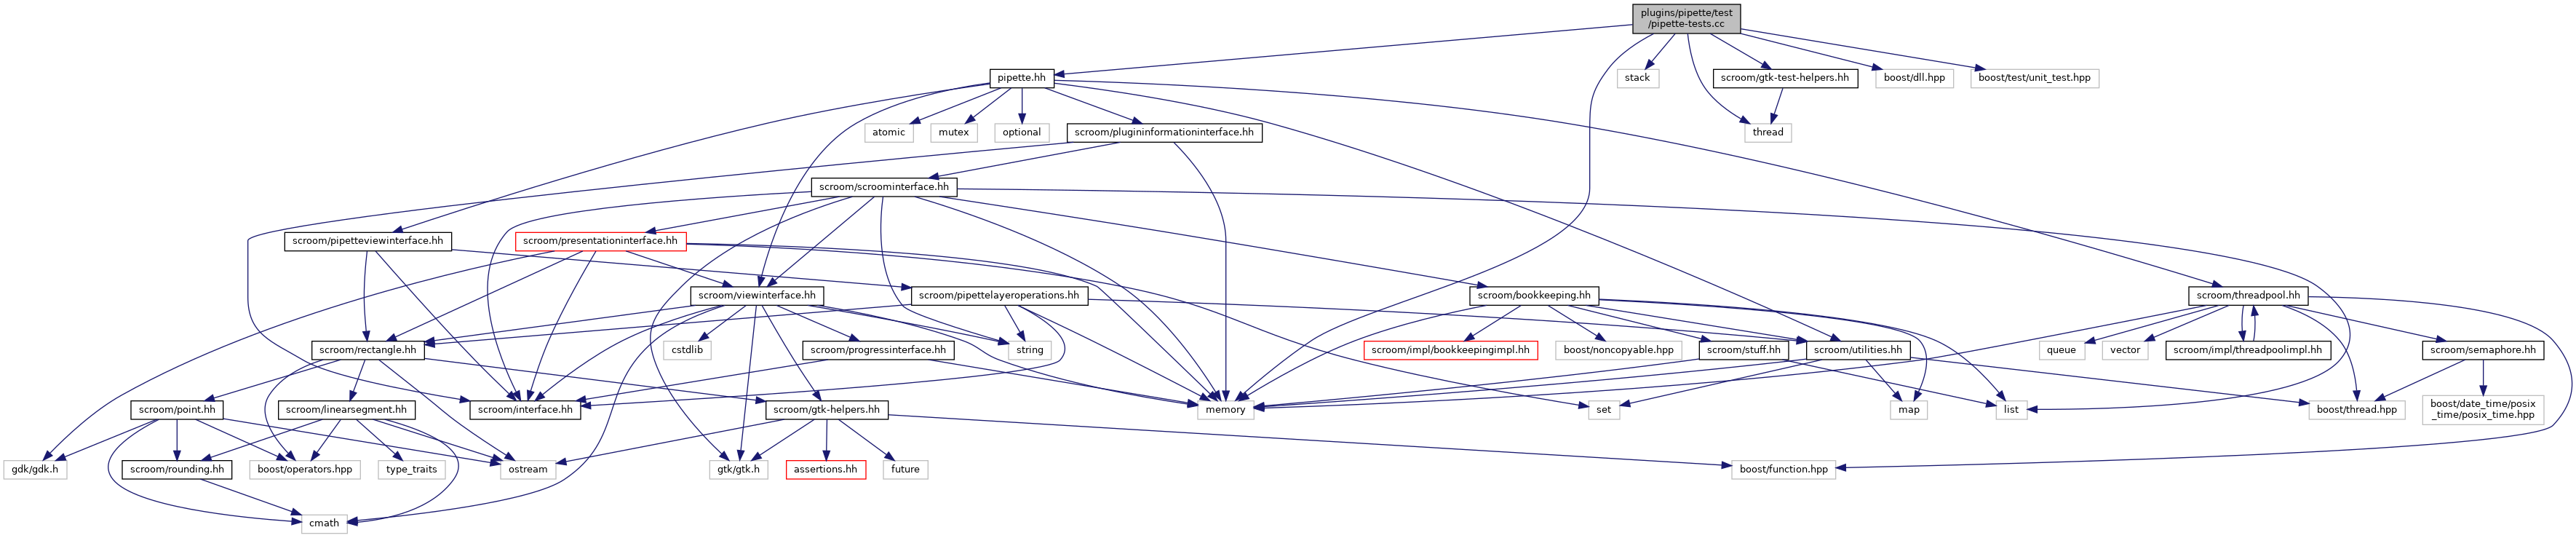 plugins/pipette/test
/pipette-tests.cc
pipette.hh
stack
scroom/gtk-test-helpers.hh
boost/dll.hpp
boost/test/unit_test.hpp
atomic
mutex
optional
scroom/plugininformationinterface.hh
thread
scroom/scroominterface.hh
scroom/pipetteviewinterface.hh
scroom/presentationinterface.hh
scroom/viewinterface.hh
scroom/pipettelayeroperations.hh
scroom/bookkeeping.hh
scroom/threadpool.hh
scroom/rectangle.hh
cstdlib
scroom/progressinterface.hh
string
scroom/impl/bookkeepingimpl.hh
boost/noncopyable.hpp
scroom/stuff.hh
scroom/utilities.hh
queue
vector
scroom/impl/threadpoolimpl.hh
scroom/semaphore.hh
scroom/point.hh
scroom/linearsegment.hh
scroom/interface.hh
scroom/gtk-helpers.hh
memory
set
map
list
boost/thread.hpp
boost/date_time/posix
_time/posix_time.hpp
gdk/gdk.h
scroom/rounding.hh
boost/operators.hpp
type_traits
ostream
gtk/gtk.h
assertions.hh
future
boost/function.hpp
cmath